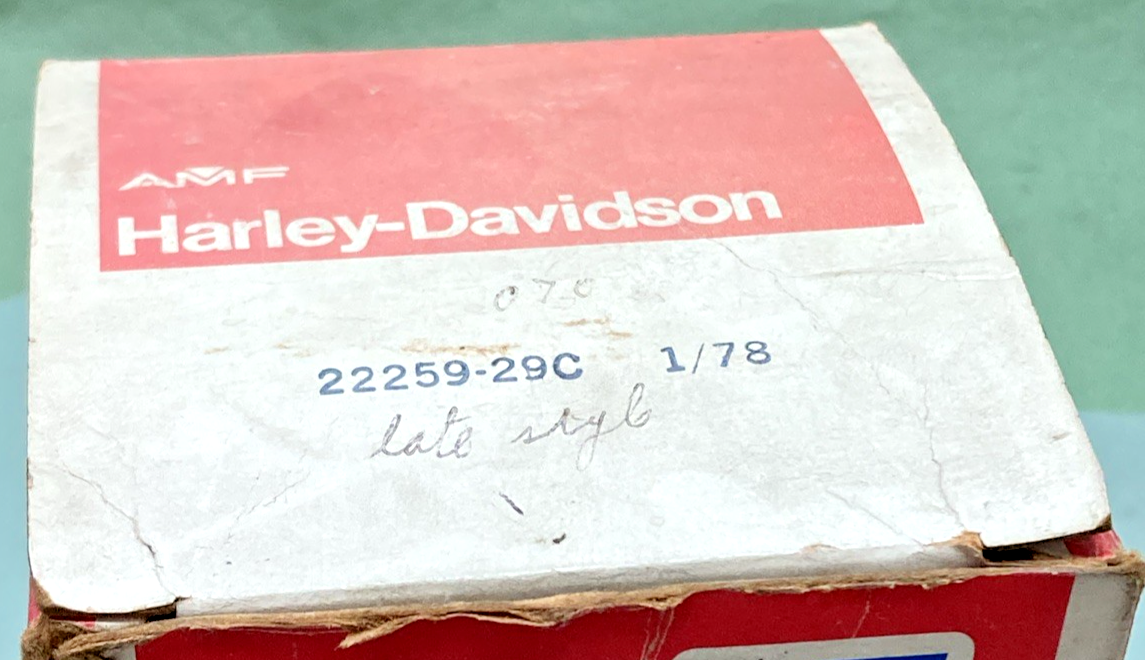 AMF
Harley-Davidson
070
22259-29C 1/78
late style